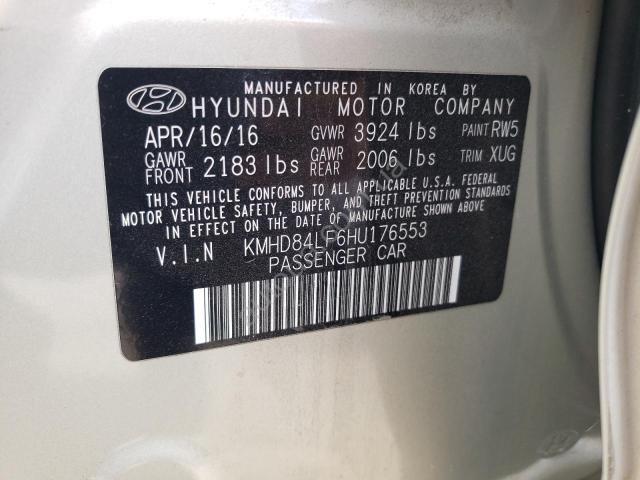 MANUFACTURED IN KOREA BY
HYUNDAI MOTOR COMPANY
APR/16/16 GVWR 3924 lbs PAINT RW5
GAWR FRONT 2183 lbs GAWR REAR 2006 lbs TRIM XUG
THIS VEHICLE CONFORMS TO ALL APPLICABLE U.S.A. FEDERAL
MOTOR VEHICLE SAFETY, BUMPER, AND THEFT PREVENTION STANDARDS
IN EFFECT ON THE DATE OF MANUFACTURE SHOWN ABOVE.
V.I.N KMHD84LF6HU176553
PASSENGER CAR